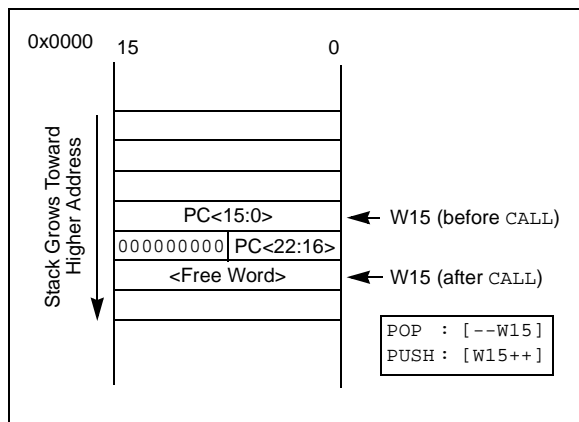 0x0000
15 0
Stack Grows Toward
Higher Address
PC<15:0>
W15 (before CALL)
000000000 PC<22:16>
<Free Word>
W15 (after CALL)
POP : [--W15]
PUSH : [W15++]